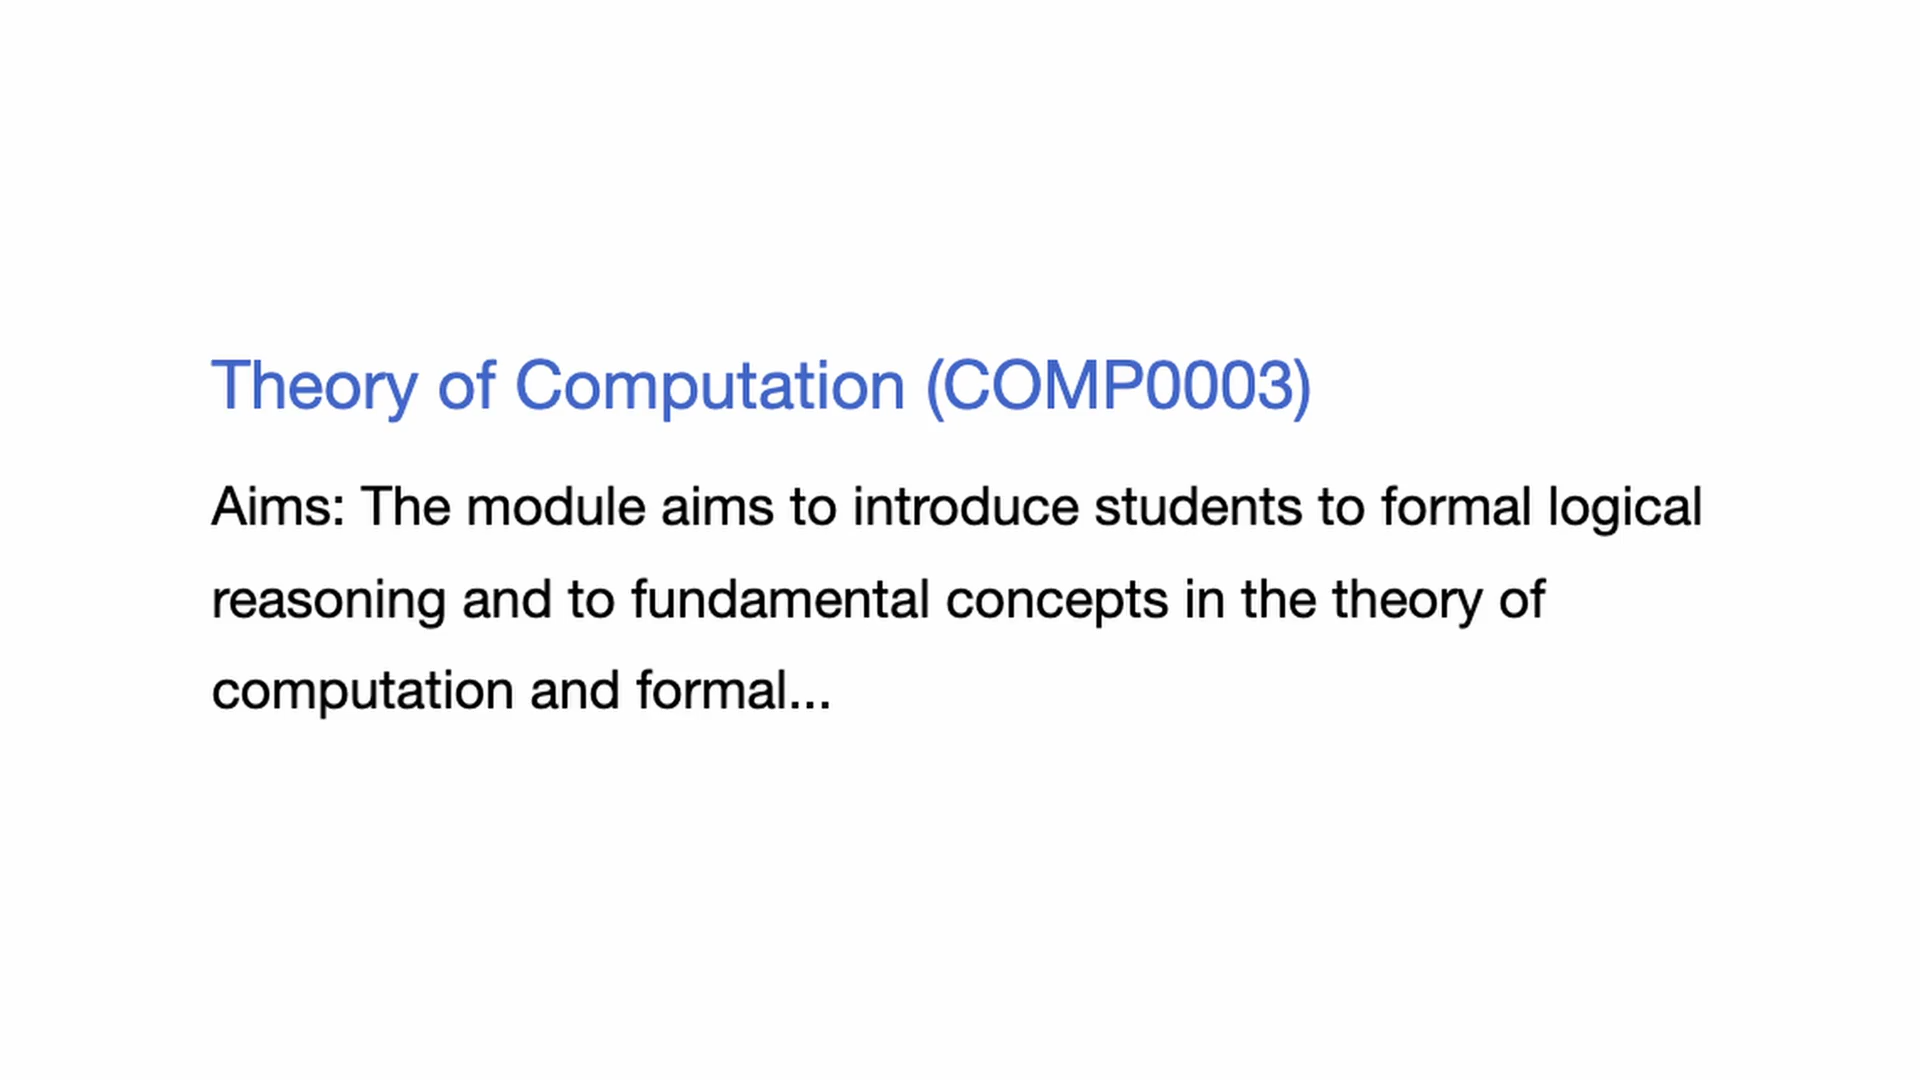 Theory of Computation (COMP0003)
Aims: The module aims to introduce students to formal logical
reasoning and to fundamental concepts in the theory of
computation and formal...